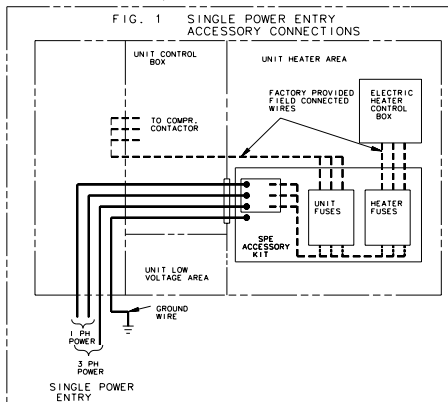 FIG. 1 SINGLE POWER ENTRY
ACCESSORY CONNECTIONS
UNIT CONTROL
BOX
UNIT HEATER AREA
FACTORY PROVIDED
FIELD CONNECTED
WIRES
ELECTRIC
HEATER
CONTROL
BOX
TO COMPR.
CONTACTOR
UNIT
FUSES
HEATER
FUSES
SPE
ACCESSORY
KIT
UNIT LOW
VOLTAGE AREA
GROUND
WIRE
1 PH
POWER
3 PH
POWER
SINGLE POWER
ENTRY